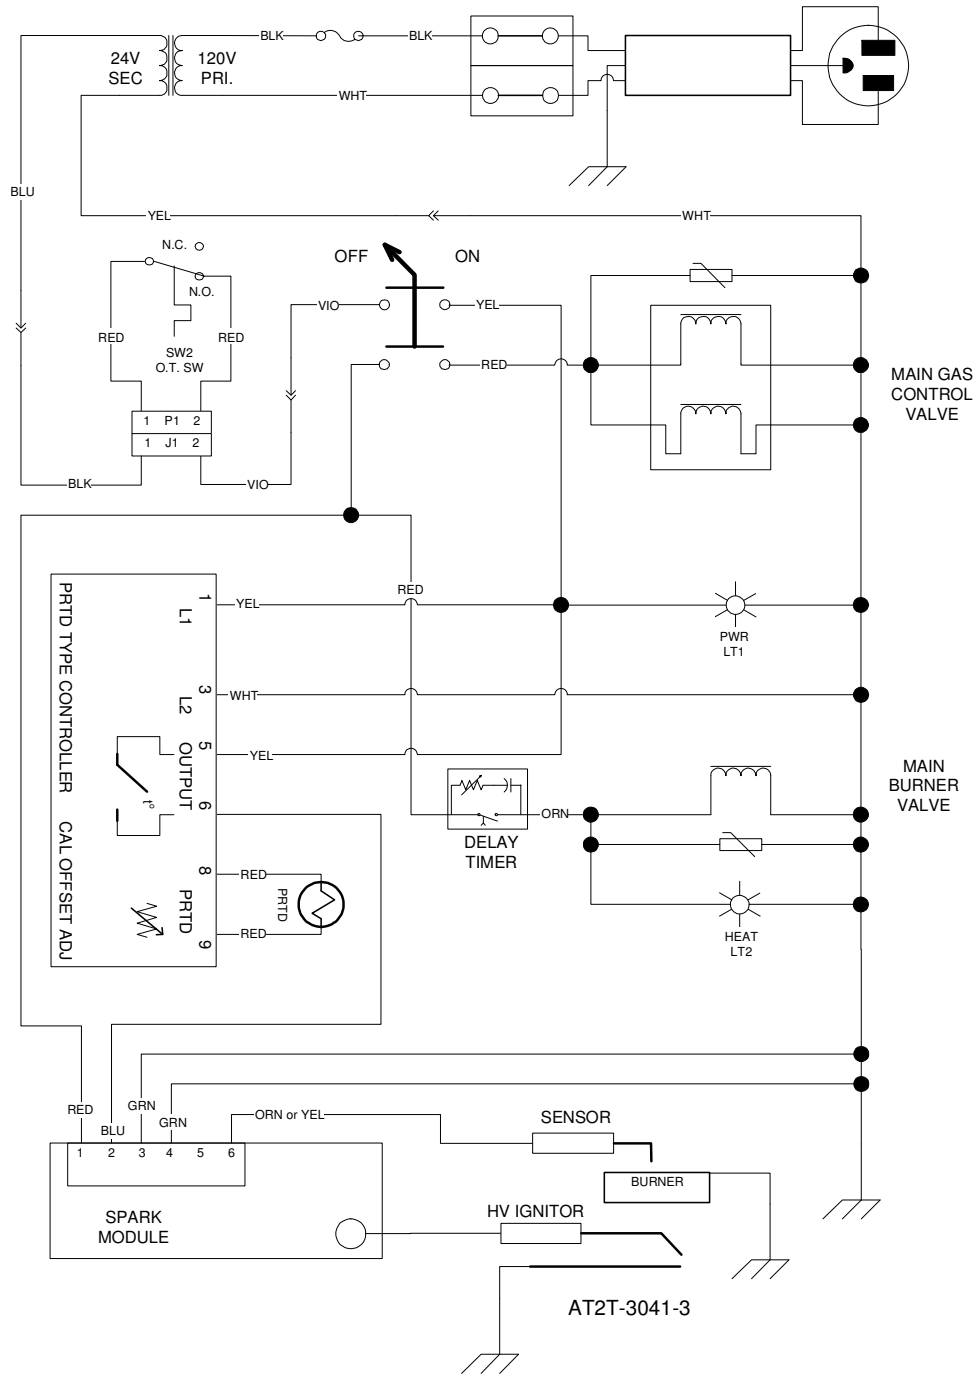 BLK
BLK
24V
SEC
120V
PRI.
WHT
BLU
YEL
WHT
N.C.
N.O.
RED
RED
SW2
O.T. SW
1 P1 2
1 J1 2
BLK
VIO
OFF
ON
VIO
YEL
RED
MAIN GAS
CONTROL
VALVE
RED
PRTD TYPE CONTROLLER
CAL OFFSET ADJ
1
L1
YEL
3
L2
WHT
5
OUTPUT
YEL
6
t°
8
RED
PRTD
9
RED
PRTD
PWR
LT1
MAIN
BURNER
VALVE
DELAY
TIMER
ORN
HEAT
LT2
RED
BLU
GRN
GRN
ORN or YEL
1 2 3 4 5 6
SPARK
MODULE
SENSOR
BURNER
HV IGNITOR
AT2T-3041-3